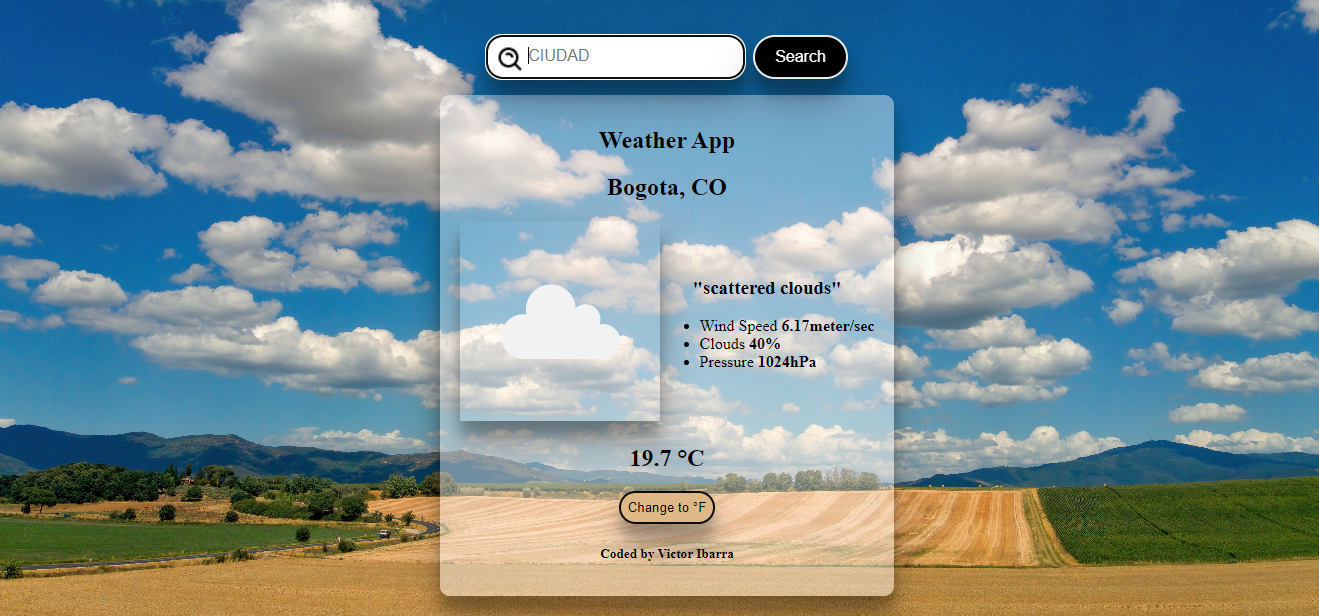 CIUDAD
Search
Weather App
Bogota, CO
"scattered clouds"
Wind Speed 6.17meter/sec
Clouds 40%
Pressure 1024hPa
19.7 °C
Change to °F
Coded by Victor Ibarra